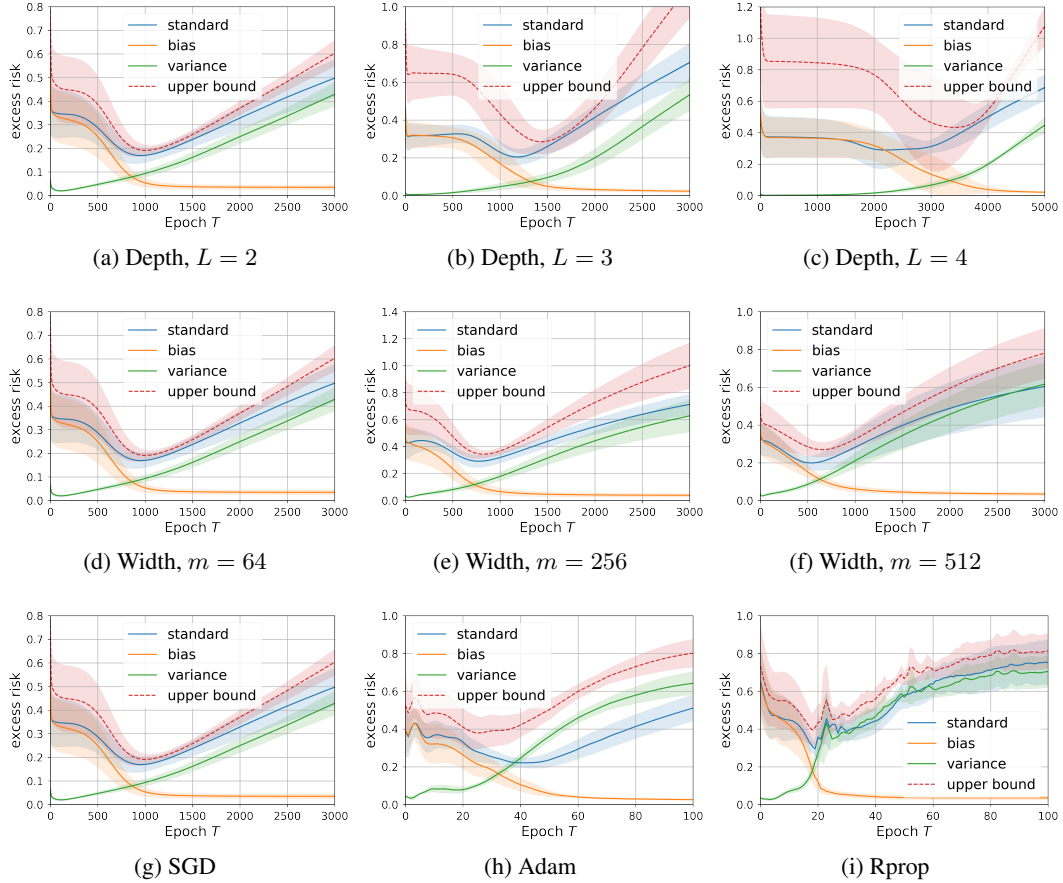 0.8
0.7
0.6
0.5
0.4
0.3
0.2
0.1
0.0
excess risk
standard
bias
variance
upper bound
0 500 1000 1500 2000 2500 3000
Epoch T
(a) Depth, L = 2
1.0
0.8
0.6
0.4
0.2
0.0
excess risk
standard
bias
variance
upper bound
0 500 1000 1500 2000 2500 3000
Epoch T
(b) Depth, L = 3
1.2
1.0
0.8
0.6
0.4
0.2
0.0
excess risk
standard
bias
variance
upper bound
0 1000 2000 3000 4000 5000
Epoch T
(c) Depth, L = 4
0.8
0.7
0.6
0.5
0.4
0.3
0.2
0.1
0.0
excess risk
standard
bias
variance
upper bound
0 500 1000 1500 2000 2500 3000
Epoch T
(d) Width, m = 64
1.4
1.2
1.0
0.8
0.6
0.4
0.2
0.0
excess risk
standard
bias
variance
upper bound
0 500 1000 1500 2000 2500 3000
Epoch T
(e) Width, m = 256
1.0
0.8
0.6
0.4
0.2
0.0
excess risk
standard
bias
variance
upper bound
0 500 1000 1500 2000 2500 3000
Epoch T
(f) Width, m = 512
0.8
0.7
0.6
0.5
0.4
0.3
0.2
0.1
0.0
excess risk
standard
bias
variance
upper bound
0 500 1000 1500 2000 2500 3000
Epoch T
(g) SGD
1.0
0.8
0.6
0.4
0.2
0.0
excess risk
standard
bias
variance
upper bound
0 20 40 60 80 100
Epoch T
(h) Adam
1.0
0.8
0.6
0.4
0.2
0.0
excess risk
standard
bias
variance
upper bound
0 20 40 60 80 100
Epoch T
(i) Rprop